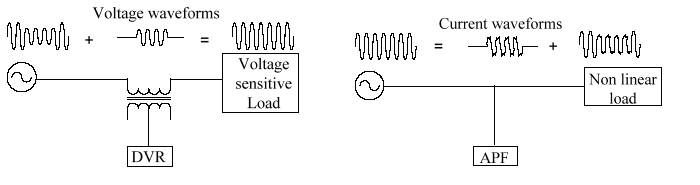 Voltage waveforms
+ =
Voltage
sensitive
Load
DVR
Current waveforms
= +
Non linear
load
APF